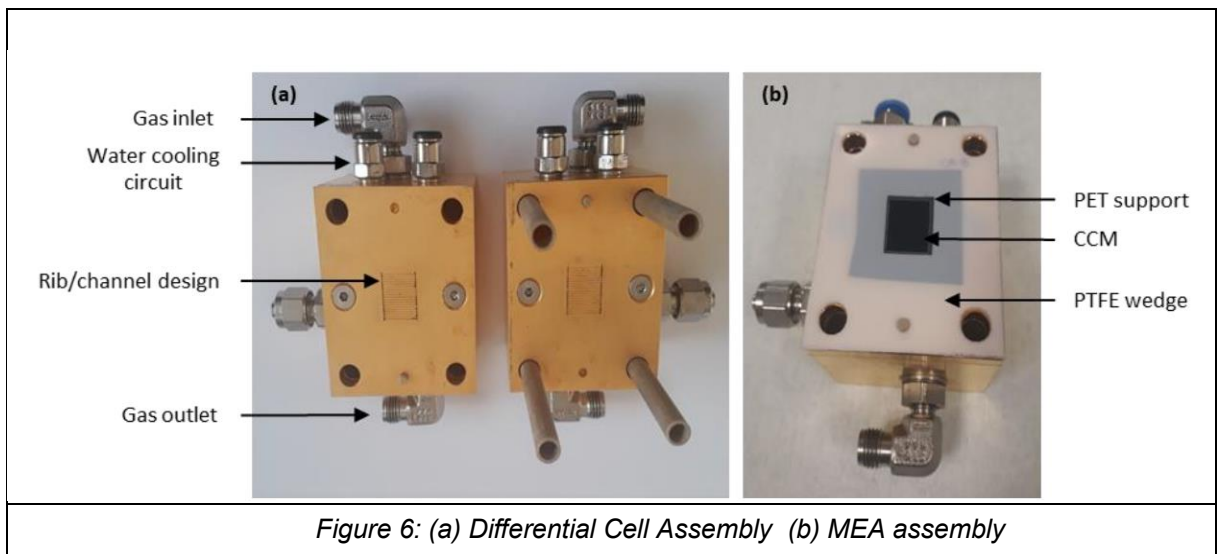 (a)
(b)
Gas inlet
Water cooling
circuit
Rib/channel design
Gas outlet
PET support
CCM
PTFE wedge
Figure 6: (a) Differential Cell Assembly (b) MEA assembly